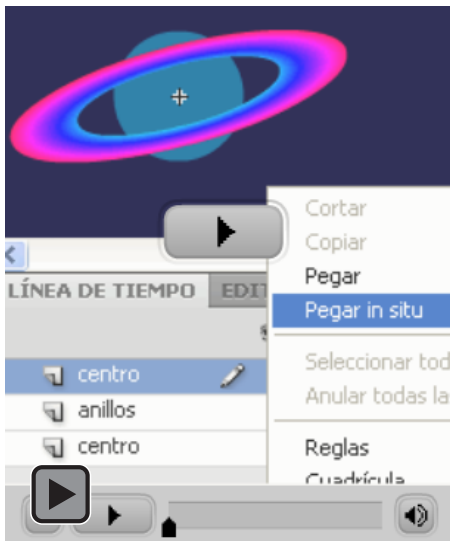 Cortar
Copiar
Pegar
Pegar in situ
Seleccionar tod
Anular todas la
Reglas
Cuadrícula
LÍNEA DE TIEMPO
EDIT
centro
anillos
centro